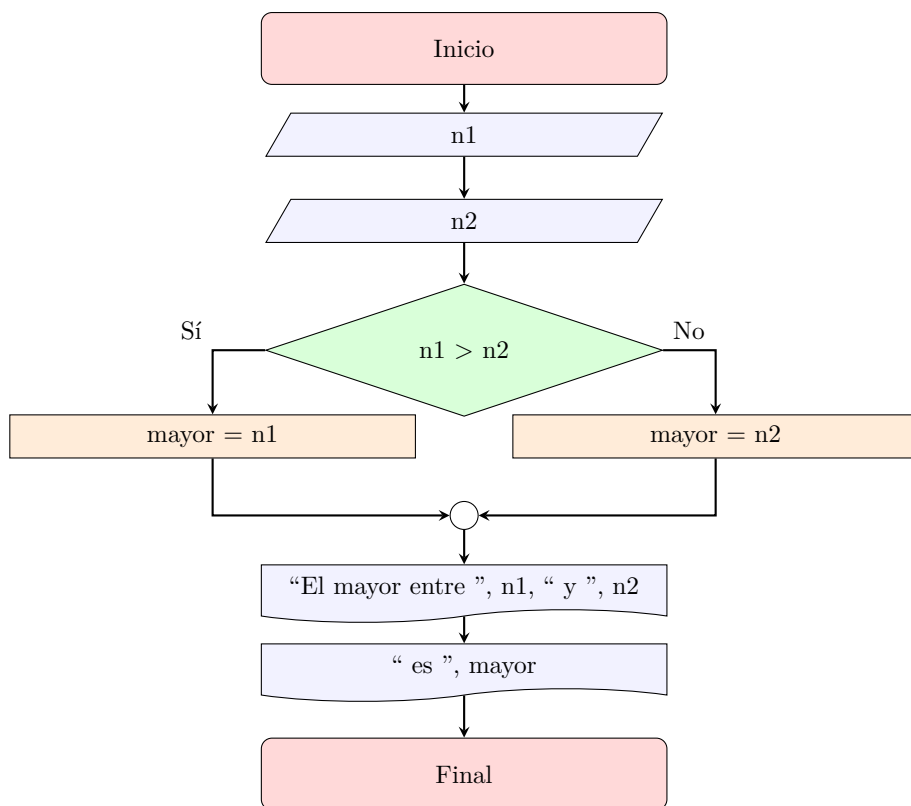 Inicio
n1
n2
n1 > n2
Sí
No
mayor = n1
mayor = n2
“El mayor entre ”, n1, “ y ”, n2
“ es ”, mayor
Final